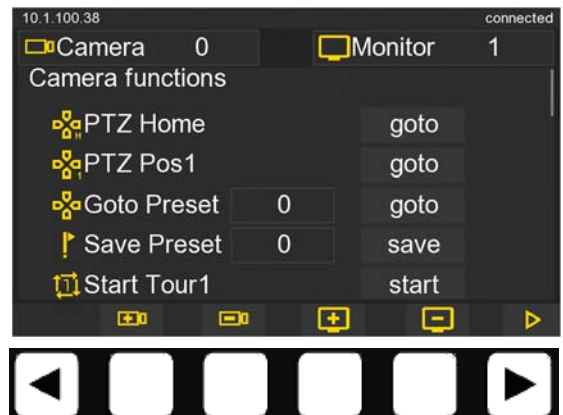 10.1.100.38 connected
Camera 0 Monitor 1
Camera functions
PTZ Home goto
PTZ Pos1 goto
Goto Preset 0 goto
Save Preset 0 save
Start Tour1 start